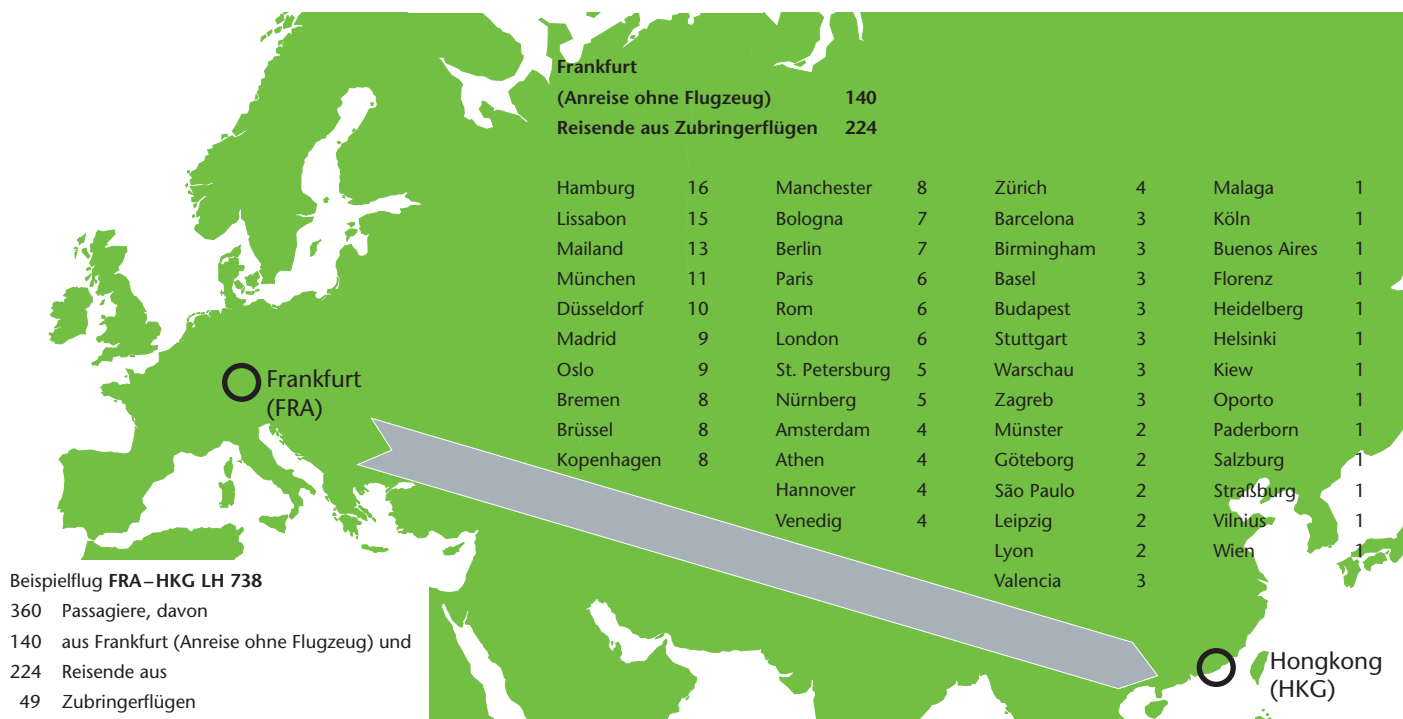 Frankfurt
(Anreise ohne Flugzeug) 140
Reisende aus Zubringerflügen 224
Hamburg 16
Lissabon 15
Mailand 13
München 11
Düsseldorf 10
Madrid 9
Oslo 9
Bremen 8
Brüssel 8
Kopenhagen 8
Manchester 8
Bologna 7
Berlin 7
Paris 6
Rom 6
London 6
St. Petersburg 5
Nürnberg 5
Amsterdam 4
Athen 4
Hannover 4
Venedig 4
Zürich 4
Barcelona 3
Birmingham 3
Basel 3
Budapest 3
Stuttgart 3
Warschau 3
Zagreb 3
Münster 2
Göteborg 2
São Paulo 2
Leipzig 2
Lyon 2
Valencia 3
Malaga 1
Köln 1
Buenos Aires 1
Florenz 1
Heidelberg 1
Helsinki 1
Kiew 1
Oporto 1
Paderborn 1
Salzburg 1
Straßburg 1
Vilnius 1
Wien 1
Frankfurt
(FRA)
Hongkong
(HKG)
Beispielflug FRA–HKG LH 738
360 Passagiere, davon
140 aus Frankfurt (Anreise ohne Flugzeug) und
224 Reisende aus
49 Zubringerflügen